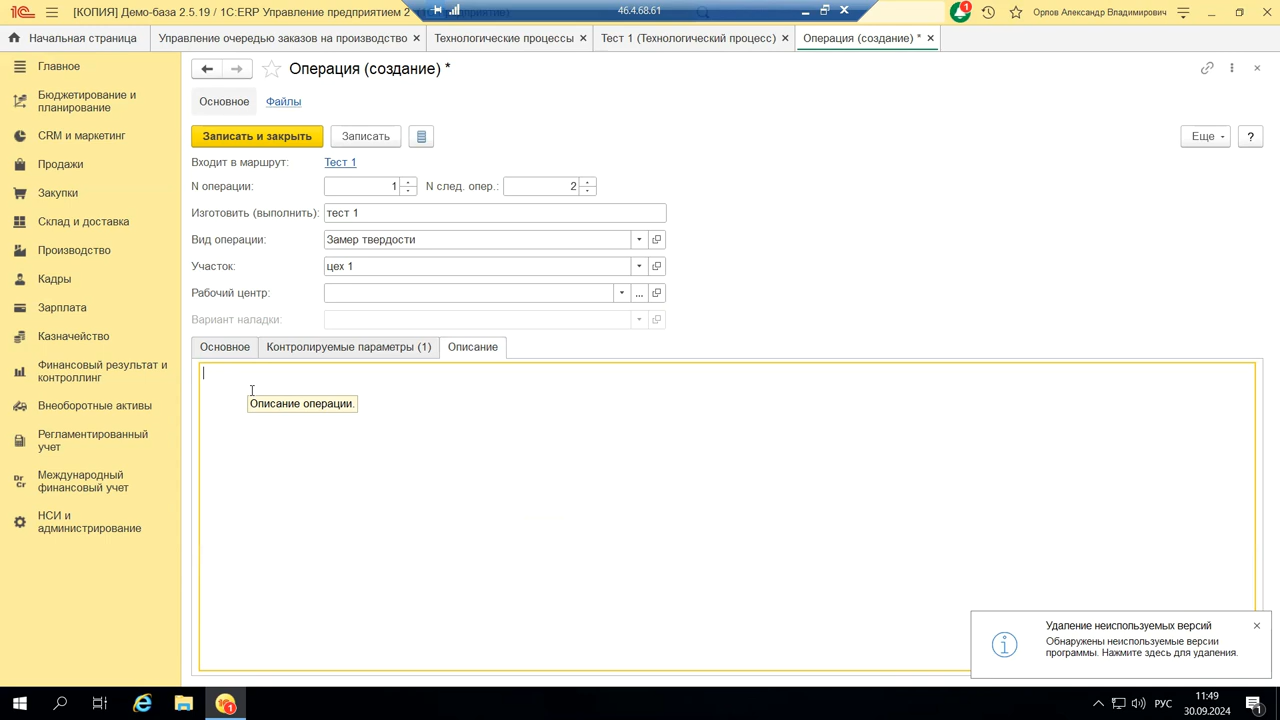 [КОПИЯ] Демо-база 2.5.19 / 1C:ERP Управление предприятием 2
46.4.68.61
1
Орлов Александр Владимирович
Начальная страница
Управление очередью заказов на производство ×
Технологические процессы ×
Тест 1 (Технологический процесс) ×
Операция (создание) * ×
Главное
Бюджетирование и
планирование
CRM и маркетинг
Продажи
Закупки
Склад и доставка
Производство
Кадры
Зарплата
Казначейство
Финансовый результат и
контроллинг
Внеоборотные активы
Регламентированный
учет
Международный
финансовый учет
НСИ и
администрирование
Операция (создание) *
Основное Файлы
Записать и закрыть Записать Еще ?
Входит в маршрут: Тест 1
N операции: 1 N след. опер.: 2
Изготовить (выполнить): тест 1
Вид операции: Замер твердости
Участок: цех 1
Рабочий центр: ...
Вариант наладки:
Основное Контролируемые параметры (1) Описание
Описание операции.
Удаление неиспользуемых версий
Обнаружены неиспользуемые версии
программы. Нажмите здесь для удаления.
РУС
11:49
30.09.2024
1